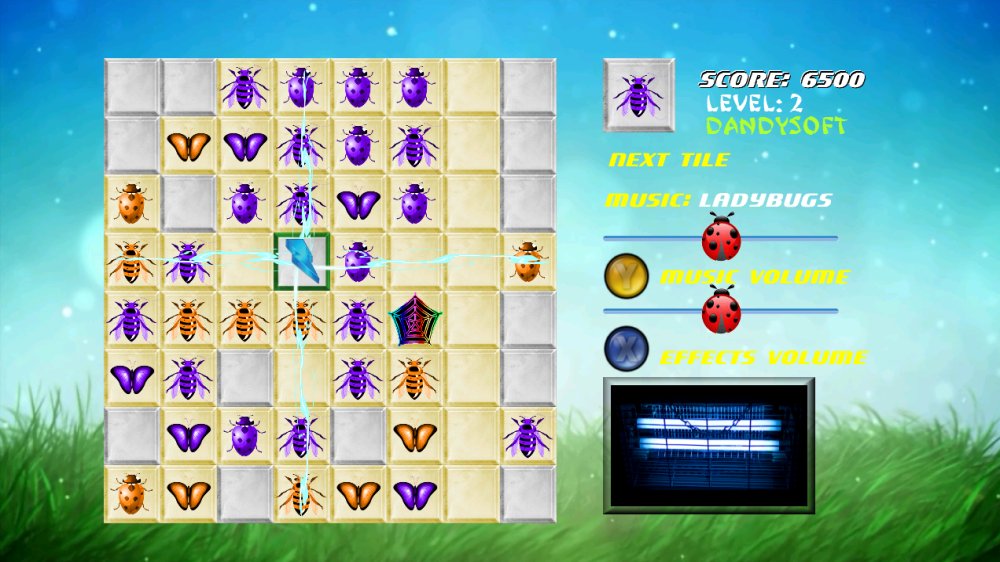 SCORE: 6500
LEVEL: 2
DANDYSOFT
NEXT TILE
MUSIC: LADYBUGS
Y MUSIC VOLUME
X EFFECTS VOLUME